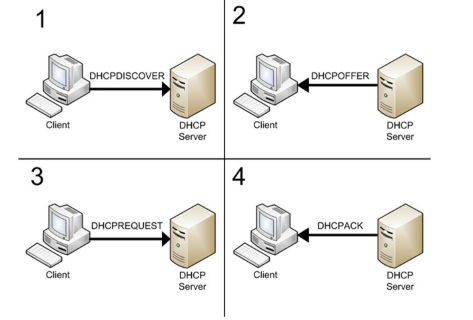 1
DHCPDISCOVER
Client
DHCP
Server
2
DHCPOFFER
Client
DHCP
Server
3
DHCPREQUEST
Client
DHCP
Server
4
DHCPACK
Client
DHCP
Server